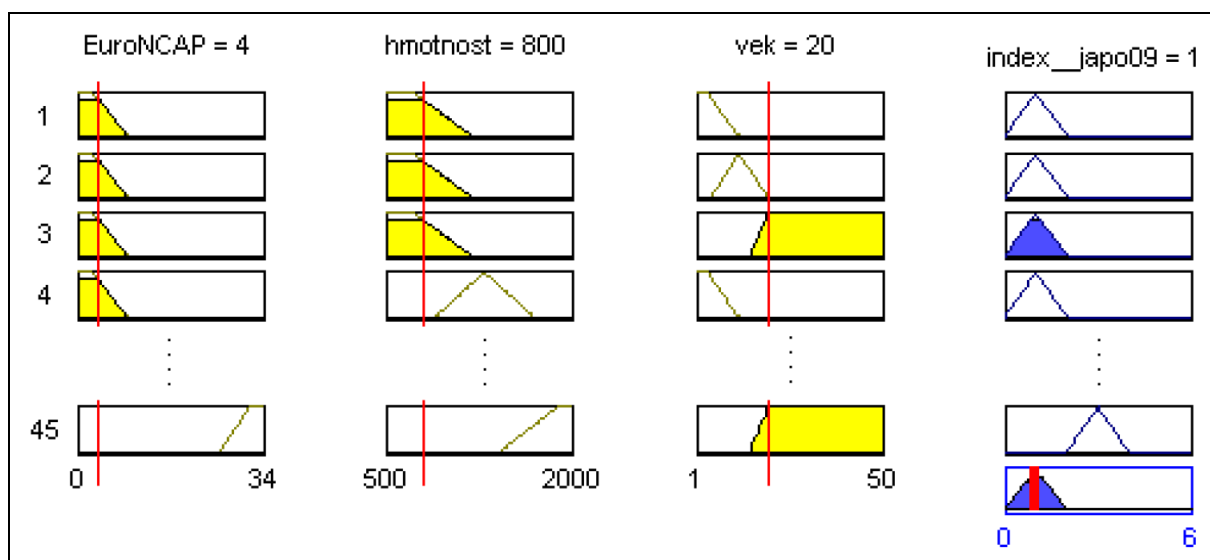 EuroNCAP = 4
hmotnost = 800
vek = 20
index__japo09 = 1
1
2
3
4
45
0 34
500 2000
1 50
0 6